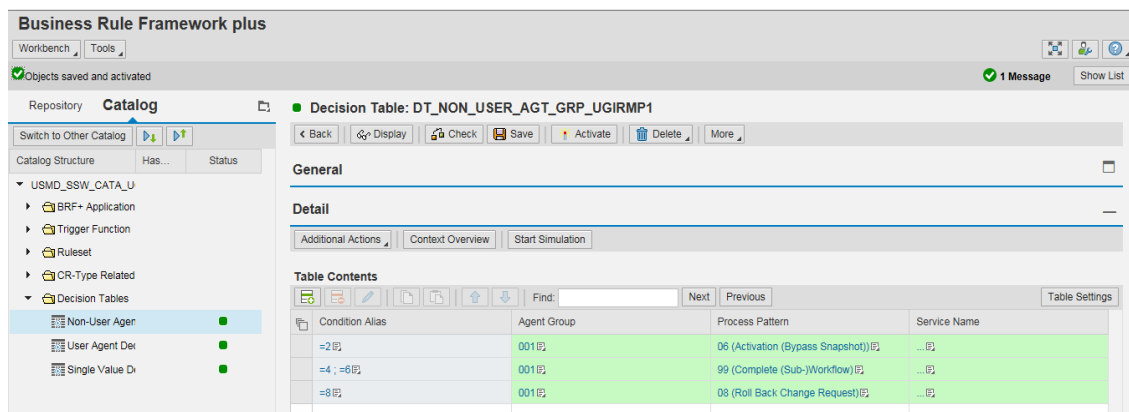 Business Rule Framework plus
Workbench Tools
Objects saved and activated 1 Message Show List
Repository Catalog
Switch to Other Catalog
Catalog Structure Has... Status
USMD_SSW_CATA_U
BRF+ Application
Trigger Function
Ruleset
CR-Type Related
Decision Tables
Non-User Agen
User Agent Dec
Single Value De
Decision Table: DT_NON_USER_AGT_GRP_UGIRMP1
Back Display Check Save Activate Delete More
General
Detail
Additional Actions Context Overview Start Simulation
Table Contents
Find: Next Previous Table Settings
Condition Alias Agent Group Process Pattern Service Name
=2 001 06 (Activation (Bypass Snapshot)) ...
=4 ; =6 001 99 (Complete (Sub-)Workflow) ...
=8 001 08 (Roll Back Change Request) ...